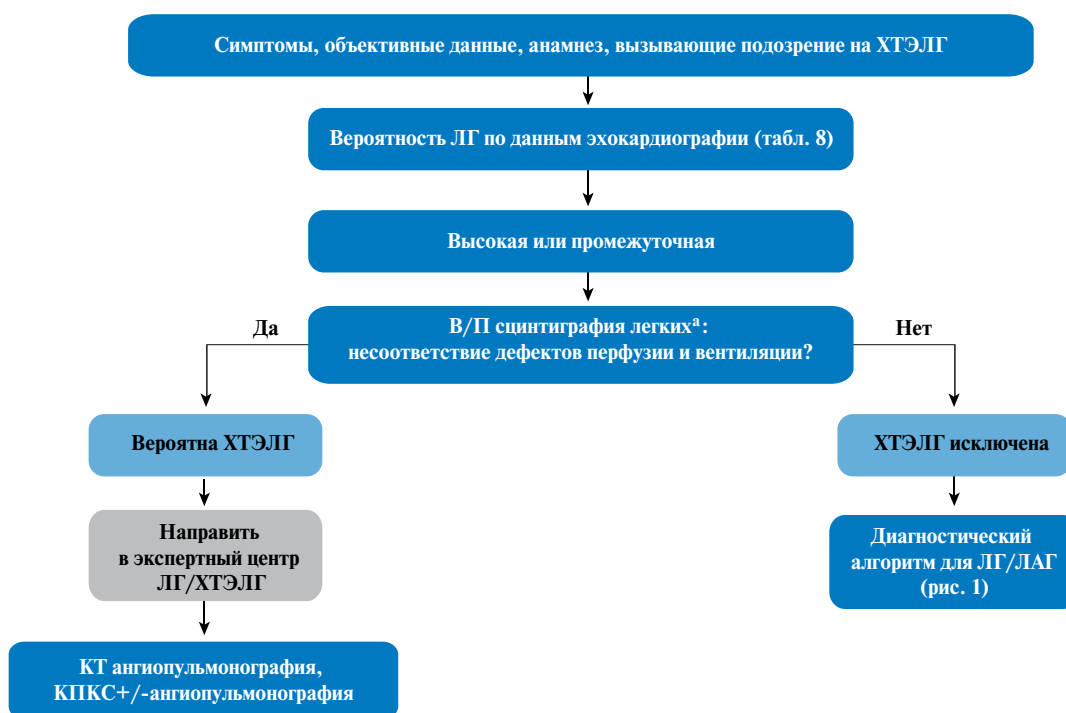 Симптомы, объективные данные, анамнез, вызывающие подозрение на ХТЭЛГ
Вероятность ЛГ по данным эхокардиографии (табл. 8)
Высокая или промежуточная
Да
В/П сцинтиграфия легкихª:
несоответствие дефектов перфузии и вентиляции?
Нет
Вероятна ХТЭЛГ
ХТЭЛГ исключена
Направить
в экспертный центр
ЛГ/ХТЭЛГ
Диагностический
алгоритм для ЛГ/ЛАГ
(рис. 1)
КТ ангиопульмонография,
КПКС+/-ангиопульмонография